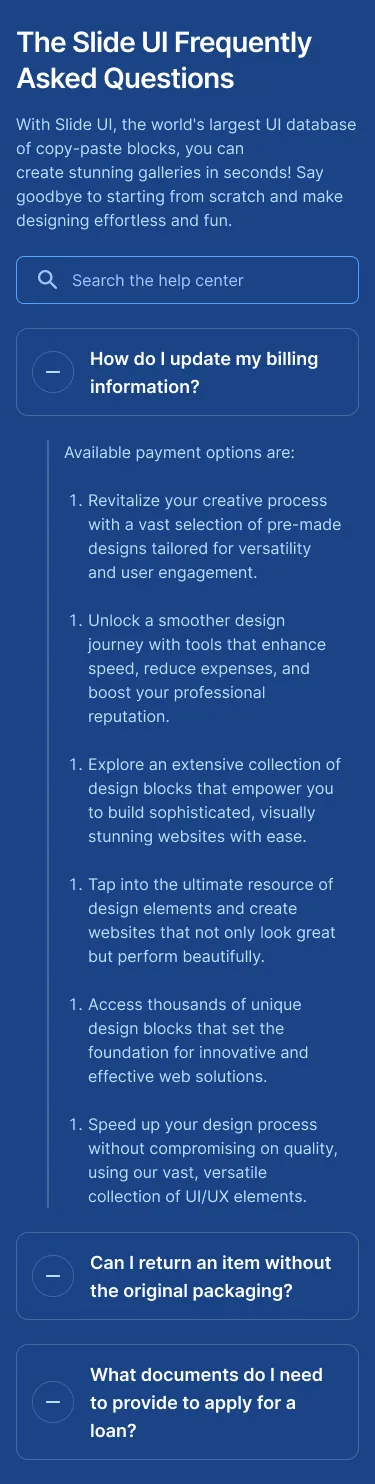 The Slide UI Frequently
Asked Questions
With Slide UI, the world's largest UI database
of copy-paste blocks, you can
create stunning galleries in seconds! Say
goodbye to starting from scratch and make
designing effortless and fun.
Search the help center
How do I update my billing
information?
Available payment options are:
1. Revitalize your creative process
with a vast selection of pre-made
designs tailored for versatility
and user engagement.
1. Unlock a smoother design
journey with tools that enhance
speed, reduce expenses, and
boost your professional
reputation.
1. Explore an extensive collection of
design blocks that empower you
to build sophisticated, visually
stunning websites with ease.
1. Tap into the ultimate resource of
design elements and create
websites that not only look great
but perform beautifully.
1. Access thousands of unique
design blocks that set the
foundation for innovative and
effective web solutions.
1. Speed up your design process
without compromising on quality,
using our vast, versatile
collection of UI/UX elements.
Can I return an item without
the original packaging?
What documents do I need
to provide to apply for a
loan?